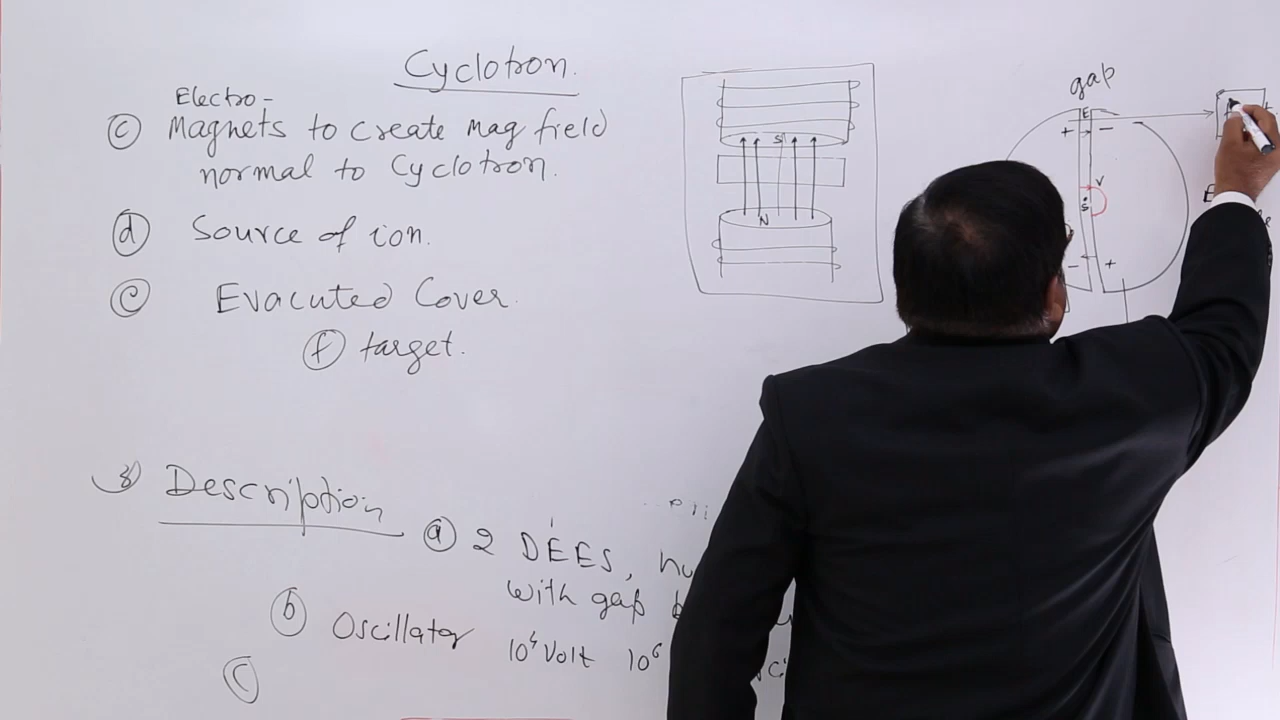 Cyclotron.
Electro-
(c) Magnets to create Mag field
normal to Cyclotron.
(d) Source of ion.
(e) Evacuted Cover.
(f) target.
3) Description
(a) 2 DEES,
with gap
(b) Oscillator 10⁴ Volt 10⁶
(c)
S
N
gap
E
+ -
V
S
- +